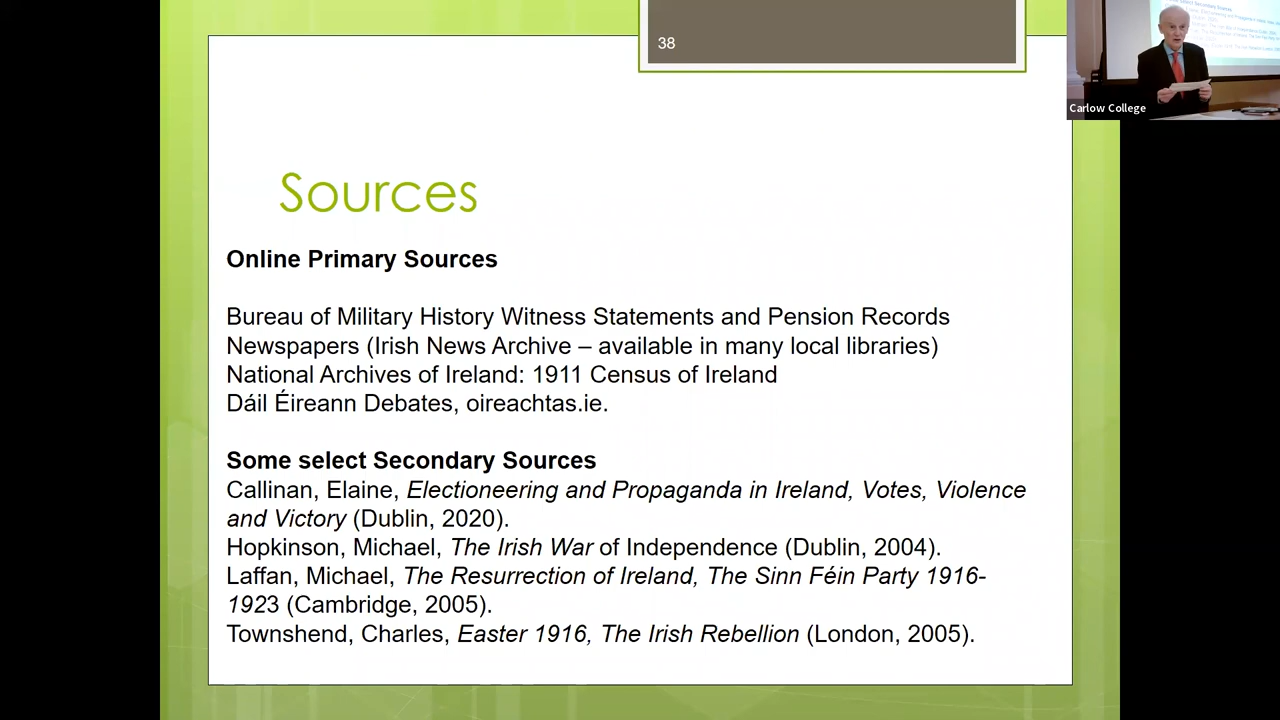 38
Carlow College
Sources
Online Primary Sources
Bureau of Military History Witness Statements and Pension Records
Newspapers (Irish News Archive – available in many local libraries)
National Archives of Ireland: 1911 Census of Ireland
Dáil Éireann Debates, oireachtas.ie.
Some select Secondary Sources
Callinan, Elaine, Electioneering and Propaganda in Ireland, Votes, Violence
and Victory (Dublin, 2020).
Hopkinson, Michael, The Irish War of Independence (Dublin, 2004).
Laffan, Michael, The Resurrection of Ireland, The Sinn Féin Party 1916-
1923 (Cambridge, 2005).
Townshend, Charles, Easter 1916, The Irish Rebellion (London, 2005).